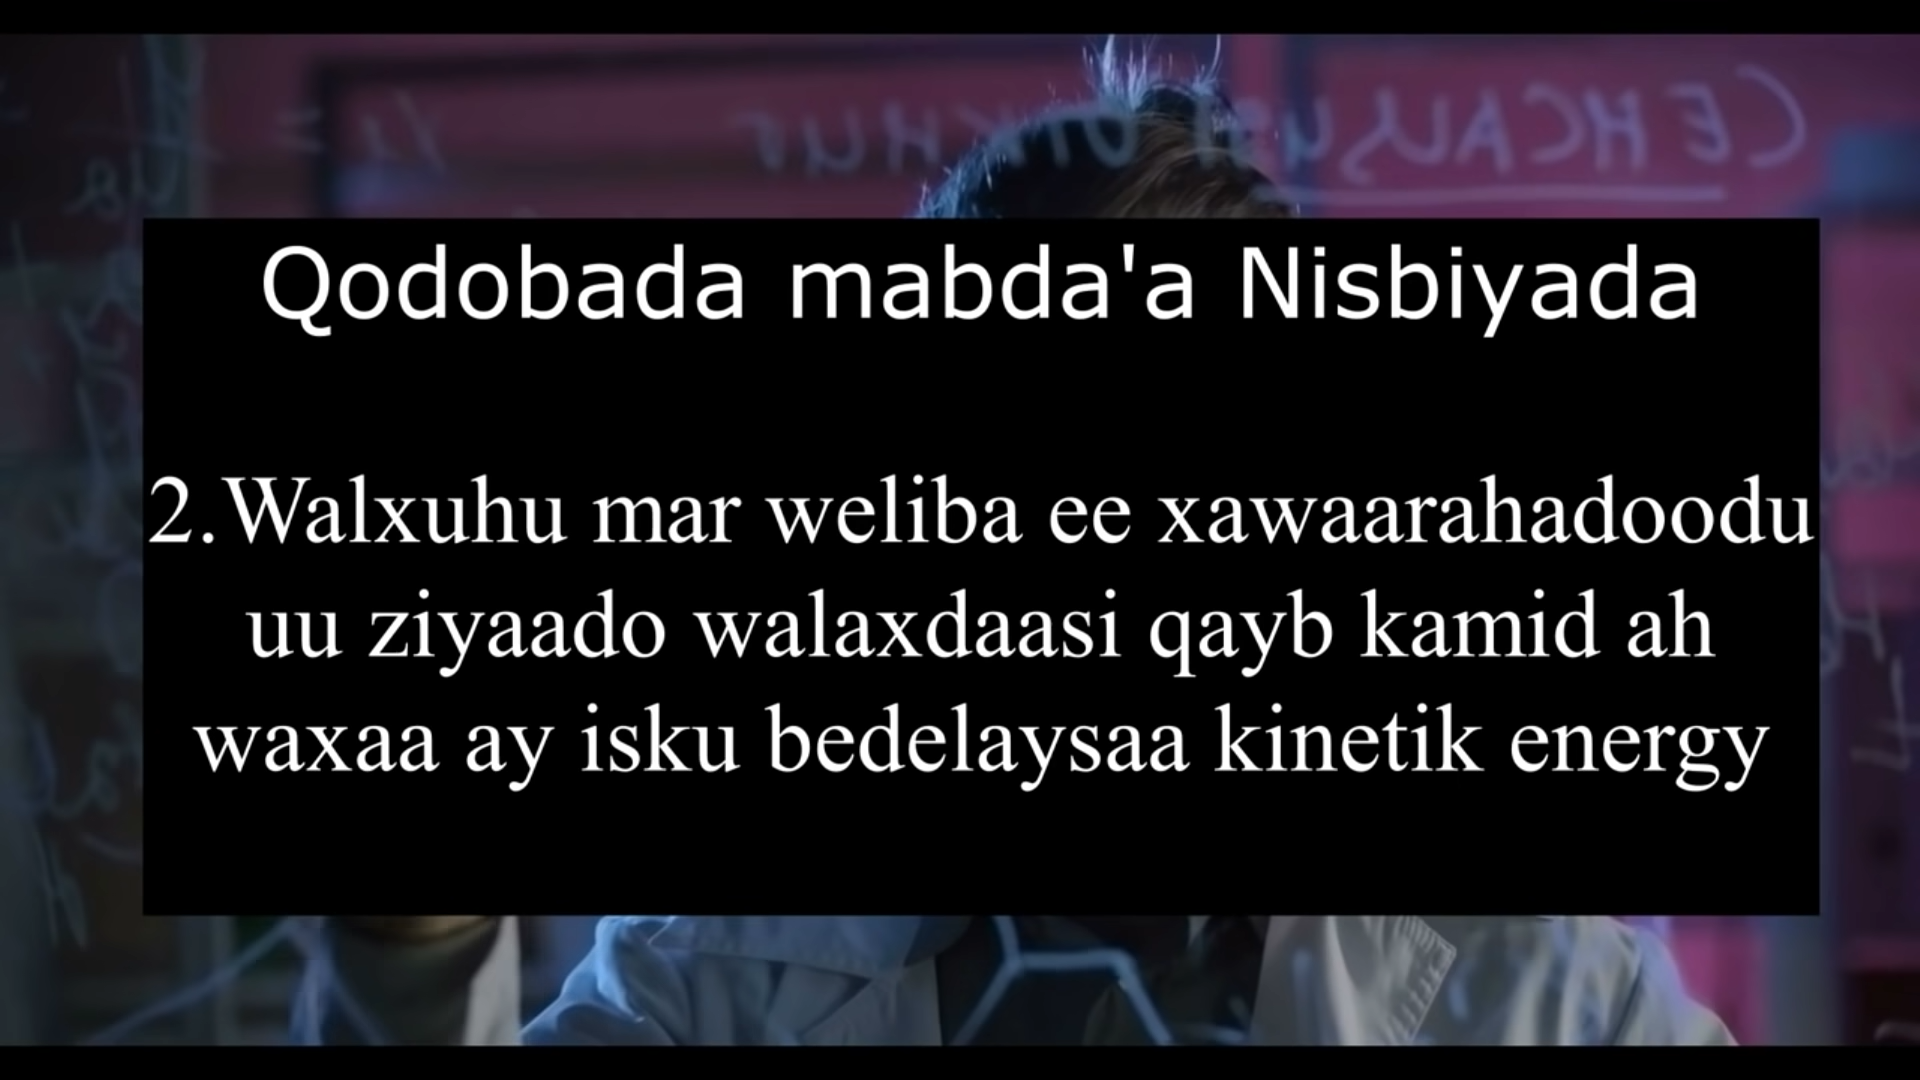 Qodobada mabda'a Nisbiyada
2.Walxuhu mar weliba ee xawaarahadoodu
uu ziyaado walaxdaasi qayb kamid ah
waxaa ay isku bedelaysaa kinetik energy